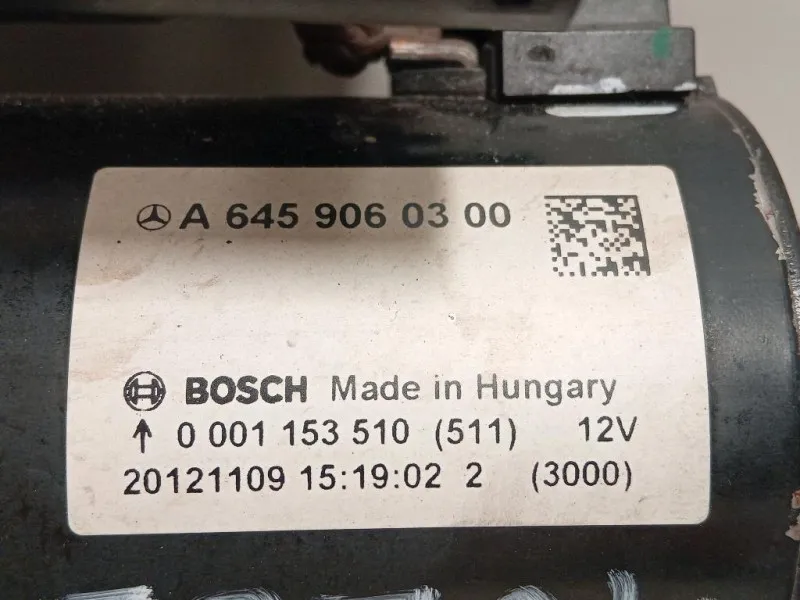 A 645 906 03 00
BOSCH Made in Hungary
↑ 0 001 153 510 (511) 12V
20121109 15:19:02 2 (3000)